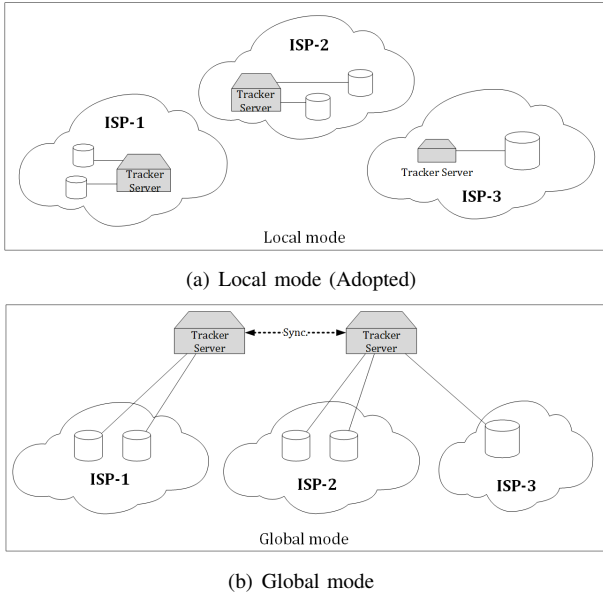 ISP-2
Tracker
Server
ISP-1
Tracker
Server
Tracker Server
ISP-3
Local mode
(a) Local mode (Adopted)
Tracker
Server
Sync.
Tracker
Server
ISP-1
ISP-2
ISP-3
Global mode
(b) Global mode